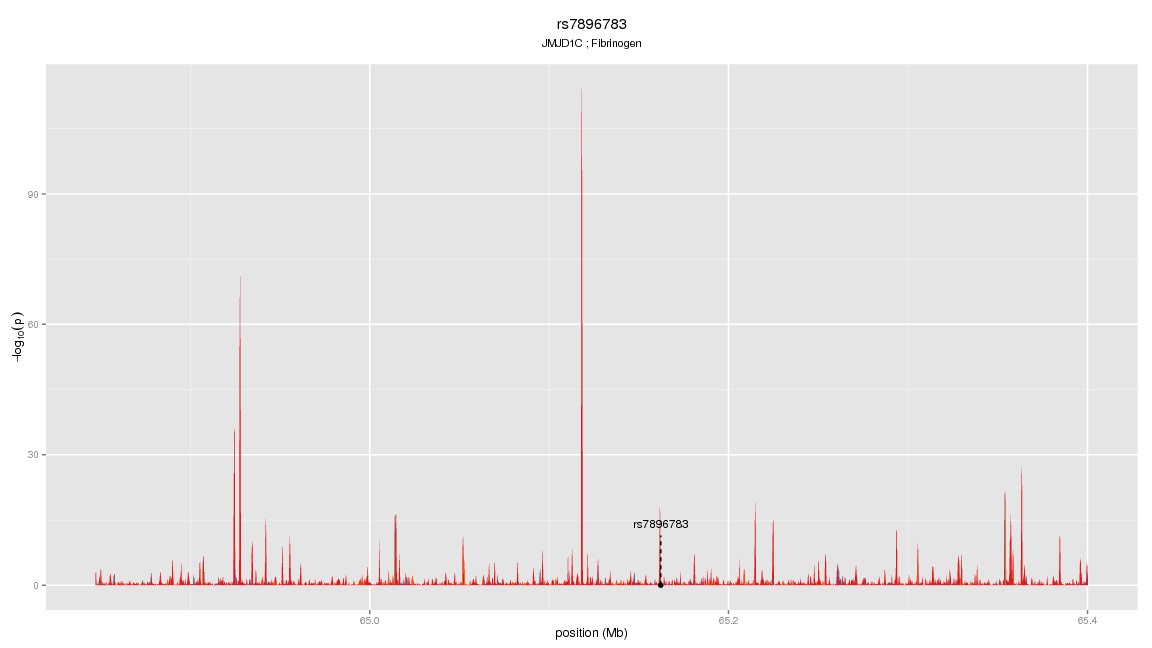 rs7896783
JMJD1C ; Fibrinogen
90
60
30
0
−log10(p)
rs7896783
65.0
65.2
65.4
position (Mb)